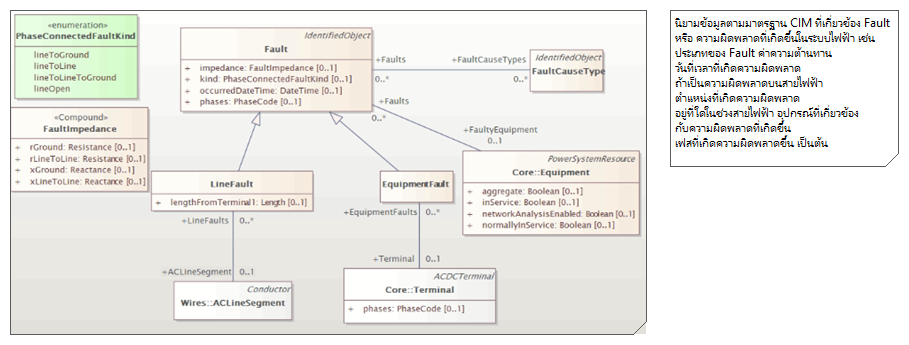 «enumeration»
PhaseConnectedFaultKind
lineToGround
lineToLine
lineToLineToGround
lineOpen
«Compound»
FaultImpedance
+ rGround: Resistance [0..1]
+ rLineToLine: Resistance [0..1]
+ xGround: Reactance [0..1]
+ xLineToLine: Reactance [0..1]
IdentifiedObject
Fault
+ impedance: FaultImpedance [0..1]
+ kind: PhaseConnectedFaultKind [0..1]
+ occurredDateTime: DateTime [0..1]
+ phases: PhaseCode [0..1]
+Faults
0..*
+FaultCauseTypes
0..*
IdentifiedObject
FaultCauseType
+Faults
0..*
+FaultyEquipment
0..1
PowerSystemResource
Core::Equipment
+ aggregate: Boolean [0..1]
+ inService: Boolean [0..1]
+ networkAnalysisEnabled: Boolean [0..1]
+ normallyInService: Boolean [0..1]
LineFault
+ lengthFromTerminal1: Length [0..1]
+LineFaults 0..*
+ACLineSegment 0..1
Conductor
Wires::ACLineSegment
EquipmentFault
+EquipmentFaults 0..*
+Terminal 0..1
ACDCTerminal
Core::Terminal
+ phases: PhaseCode [0..1]
นิยามข้อมูลตามมาตรฐาน CIM ที่เกี่ยวข้อง Fault
หรือ ความผิดพลาดที่เกิดขึ้นในระบบไฟฟ้า เช่น
ประเภทของ Fault ค่าความต้านทาน
วันที่เวลาที่เกิดความผิดพลาด
ถ้าเป็นความผิดพลาดบนสายไฟฟ้า
ตำแหน่งที่เกิดความผิดพลาด
อยู่ที่ใดในช่วงสายไฟฟ้า อุปกรณ์ที่เกี่ยวข้อง
กับความผิดพลาดที่เกิดขึ้น
เฟสที่เกิดความผิดพลาดขึ้น เป็นต้น